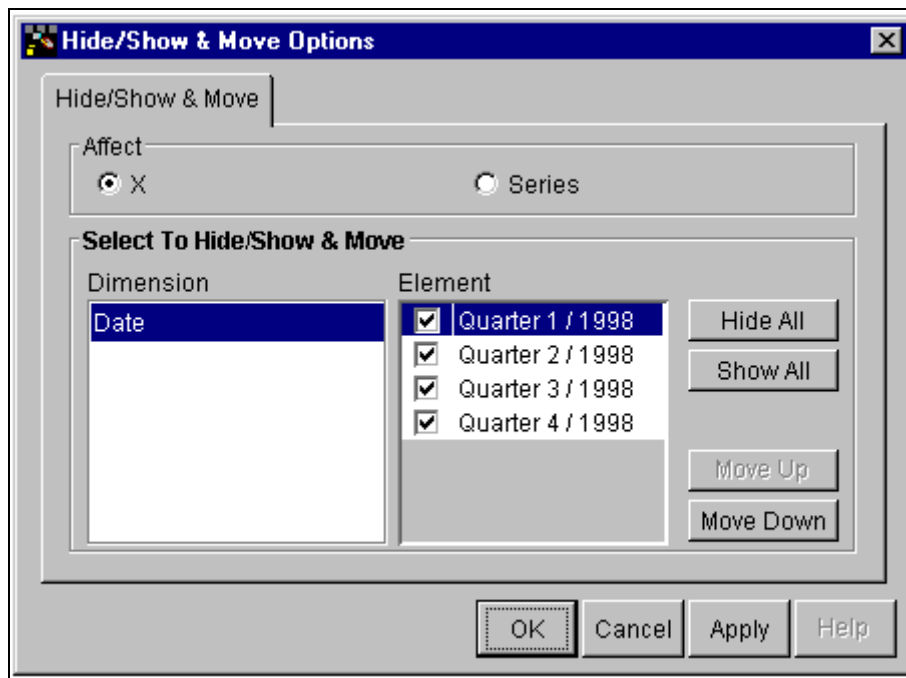 Hide/Show & Move Options
Hide/Show & Move
Affect
X
Series
Select To Hide/Show & Move
Dimension
Element
Date
Quarter 1 / 1998
Quarter 2 / 1998
Quarter 3 / 1998
Quarter 4 / 1998
Hide All
Show All
Move Up
Move Down
OK
Cancel
Apply
Help